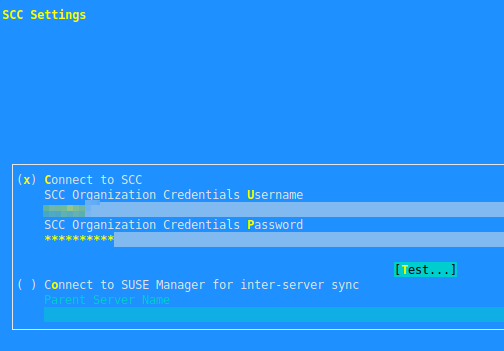 SCC Settings
(x) Connect to SCC
SCC Organization Credentials Username
SCC Organization Credentials Password
**********
[Test...]
( ) Connect to SUSE Manager for inter-server sync
Parent Server Name